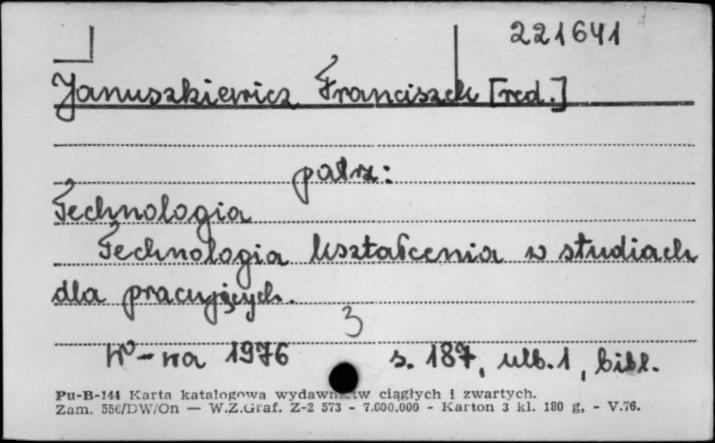 221641
Januszkiewicz Franciszek [red.]
patrz:
Technologia
Technologia kształcenia w studiach
dla pracujących.
3
W-wa 1976 s. 187, nlb. 1, bibl.
Pu-B-144 Karta katalogowa wydawnictw ciągłych i zwartych.
Zam. 556/DW/On — W.Z.Graf. Z-2 573 - 7.000.000 - Karton 3 kl. 180 g, - V.76.